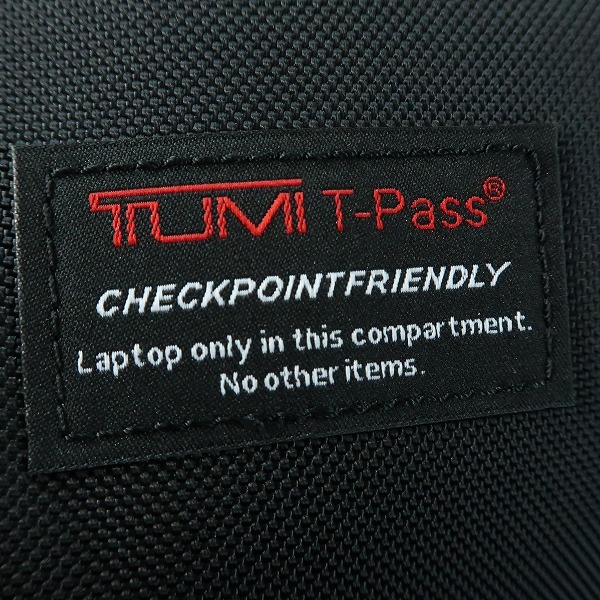 TUMI T-Pass®
CHECKPOINTFRIENDLY
Laptop only in this compartment.
No other items.